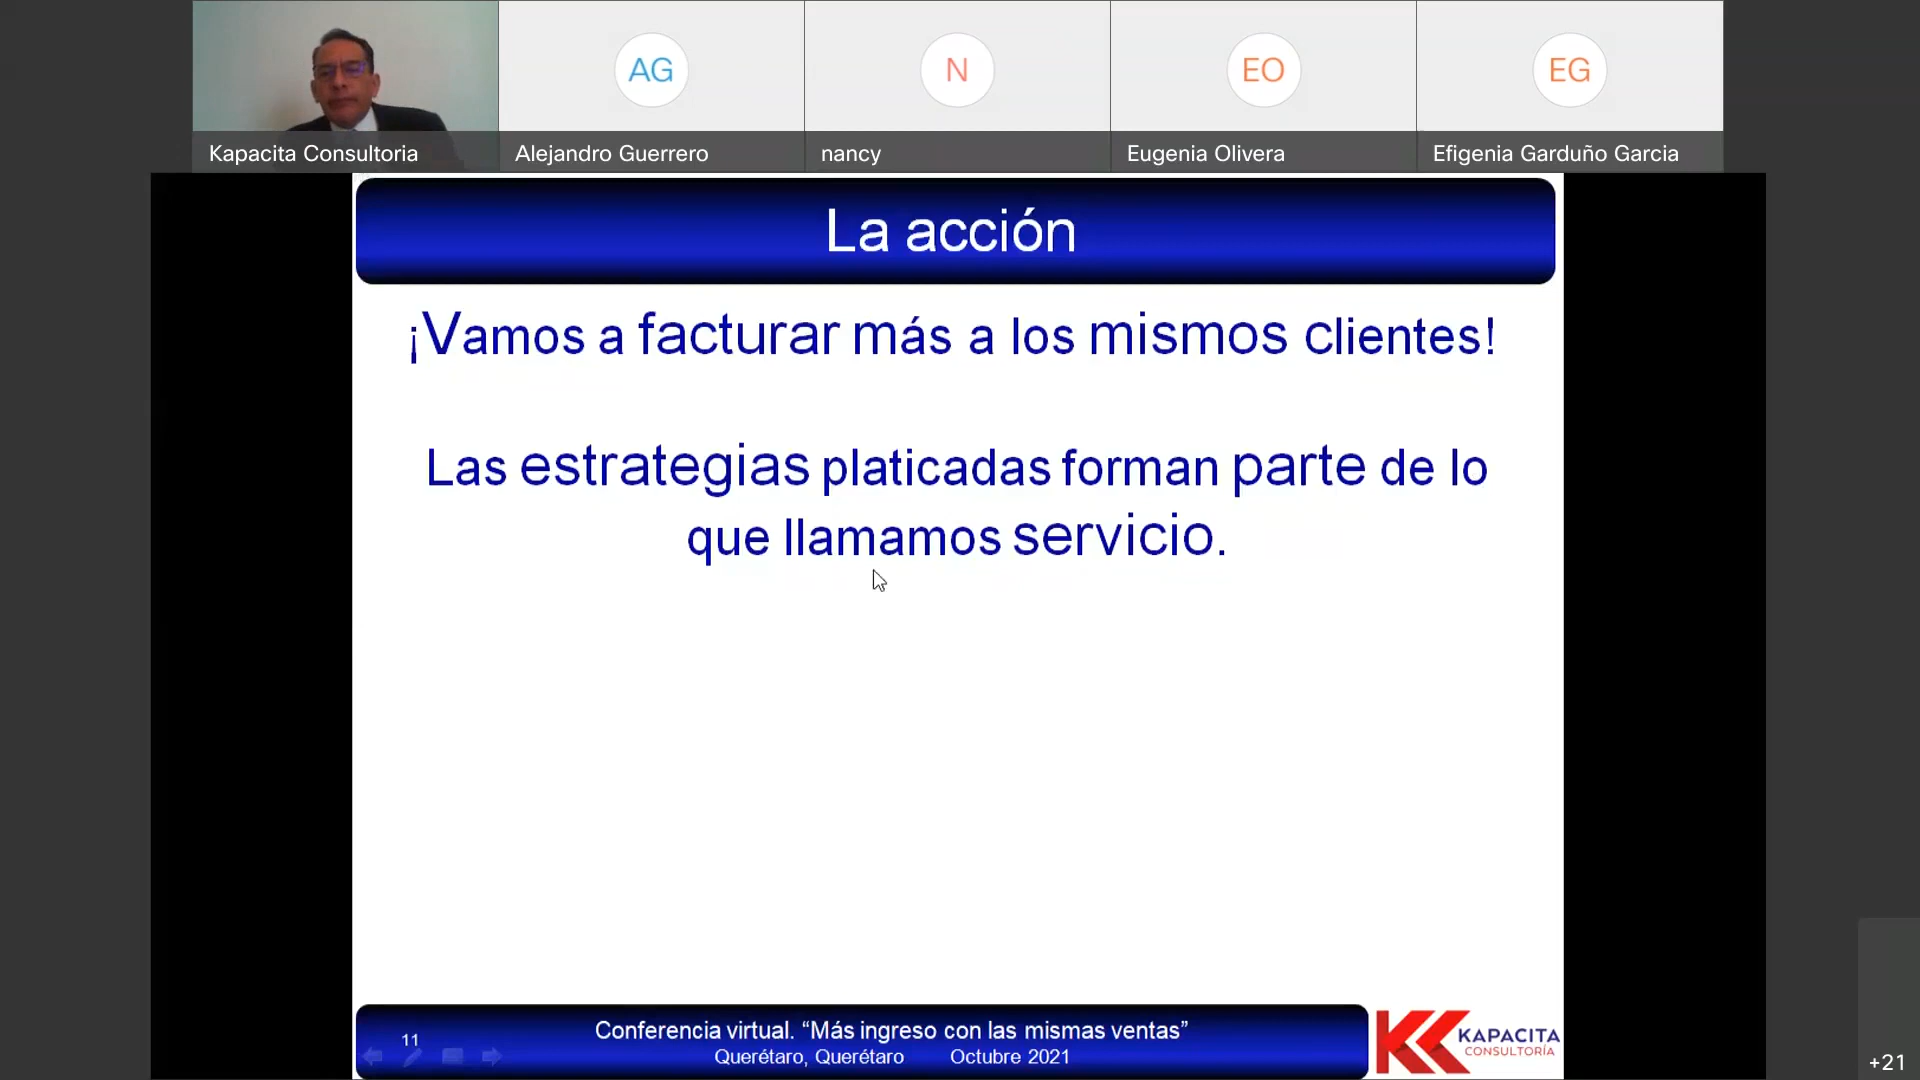 AG
N
EO
EG
Kapacita Consultoria
Alejandro Guerrero
nancy
Eugenia Olivera
Efigenia Garduño Garcia
La acción
¡Vamos a facturar más a los mismos clientes!
Las estrategias platicadas forman parte de lo
que llamamos servicio.
11
Conferencia virtual. “Más ingreso con las mismas ventas”
Querétaro, Querétaro Octubre 2021
KAPACITA
CONSULTORÍA
+21